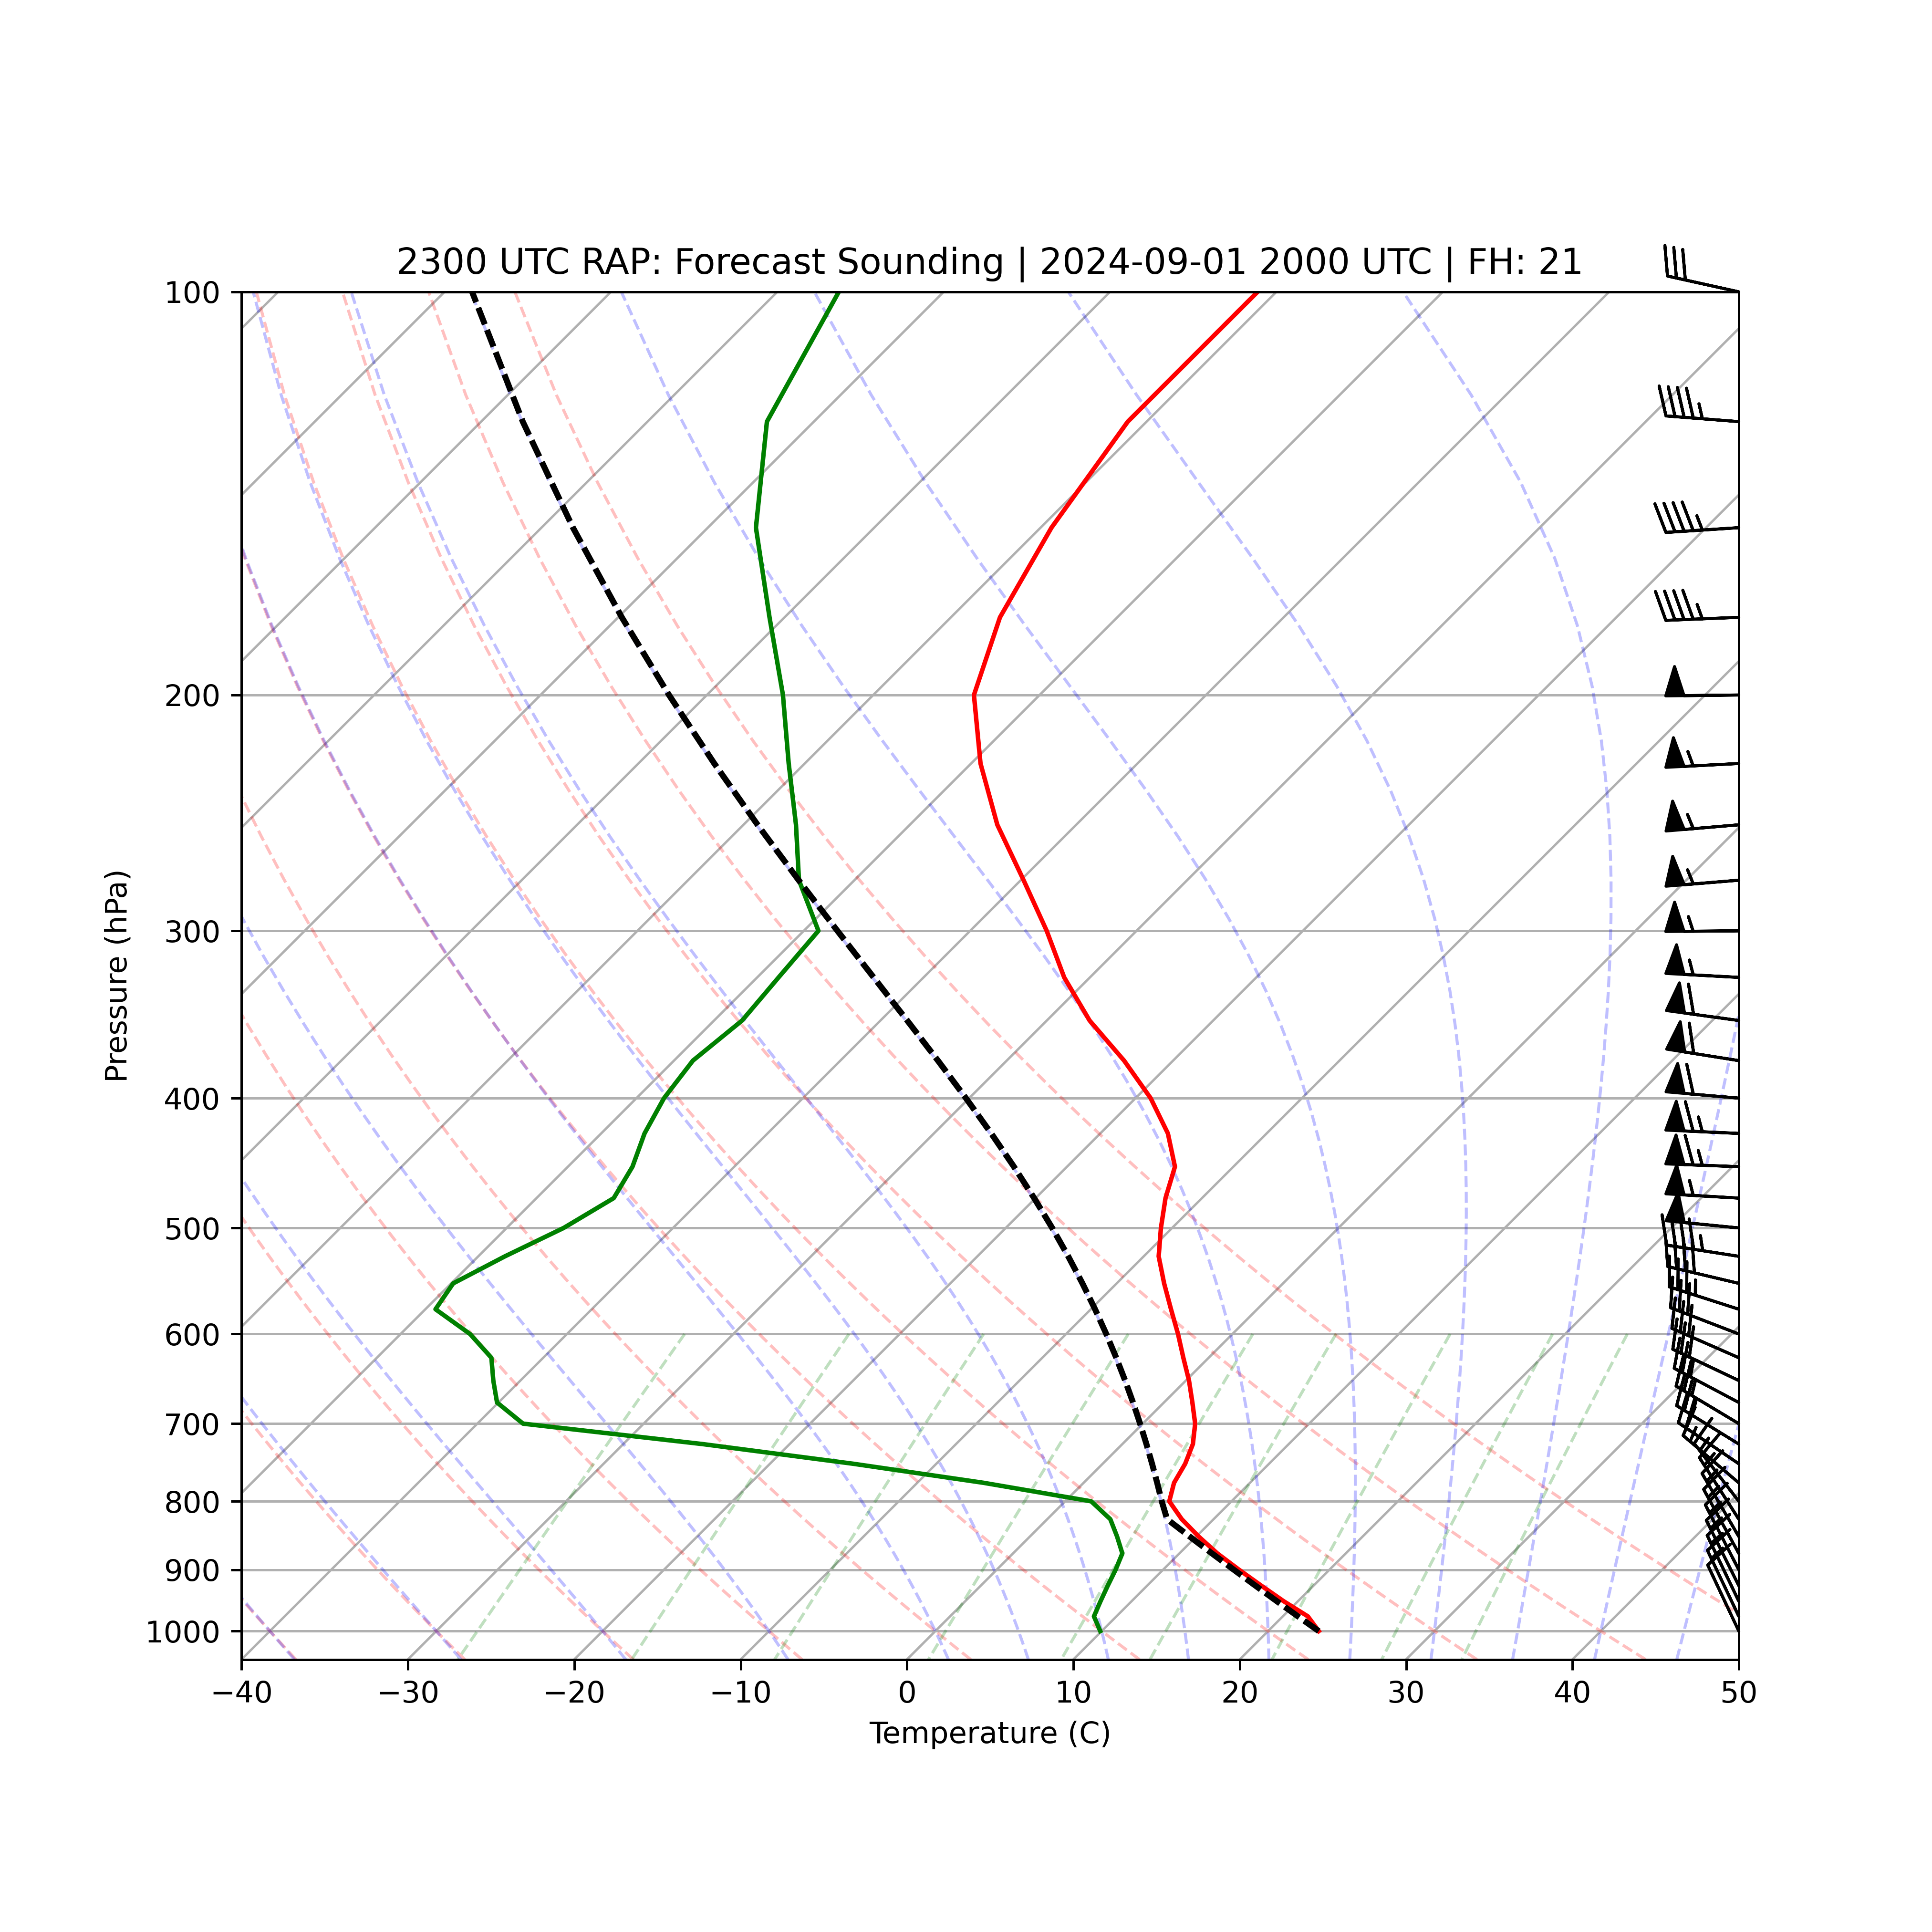 2300 UTC RAP: Forecast Sounding | 2024-09-01 2000 UTC | FH: 21
100
200
300
400
500
600
700
800
900
1000
Pressure (hPa)
−40 −30 −20 −10 0 10 20 30 40 50
Temperature (C)